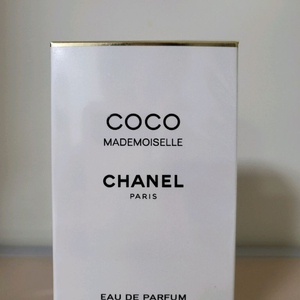 COCO
MADEMOISELLE
CHANEL
PARIS
EAU DE PARFUM